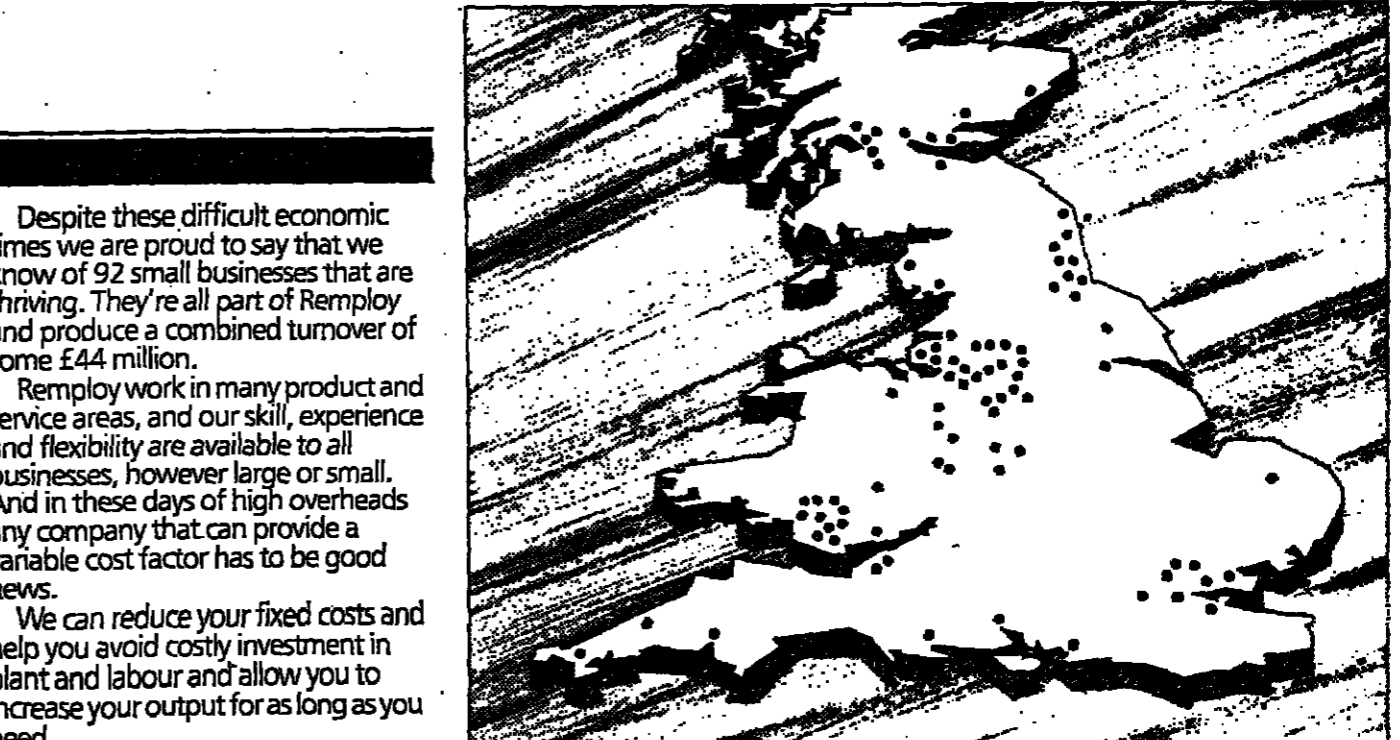 Despite these difficult economic
imes we are proud to say that we
know of 92 small businesses that are
hriving. They're all part of Remploy
nd produce a combined turnover of
ome £44 million.
Remploy work in many product and
ervice areas, and our skill, experience
nd flexibility are available to all
usinesses, however large or small.
And in these days of high overheads
ny company that can provide a
ariable cost factor has to be good
ews.
We can reduce your fixed costs and
elp you avoid costly investment in
lant and labour and allow you to
ncrease your output for as long as you